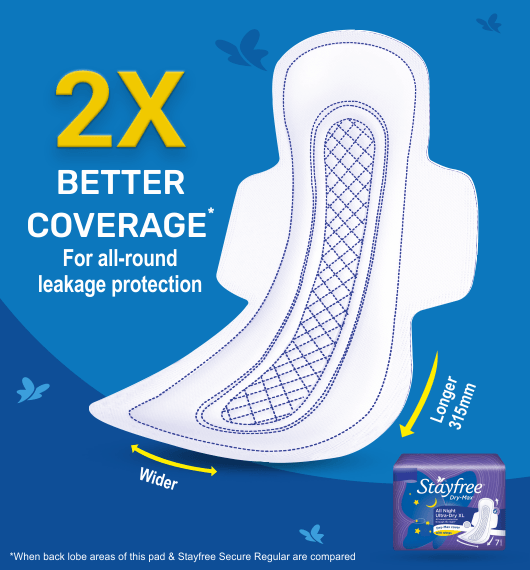 2X
BETTER
COVERAGE*
For all-round
leakage protection
Longer
315mm
Wider
Stayfree
Dry-Max
All Night
Ultra-Dry XL
7
*When back lobe areas of this pad & Stayfree Secure Regular are compared